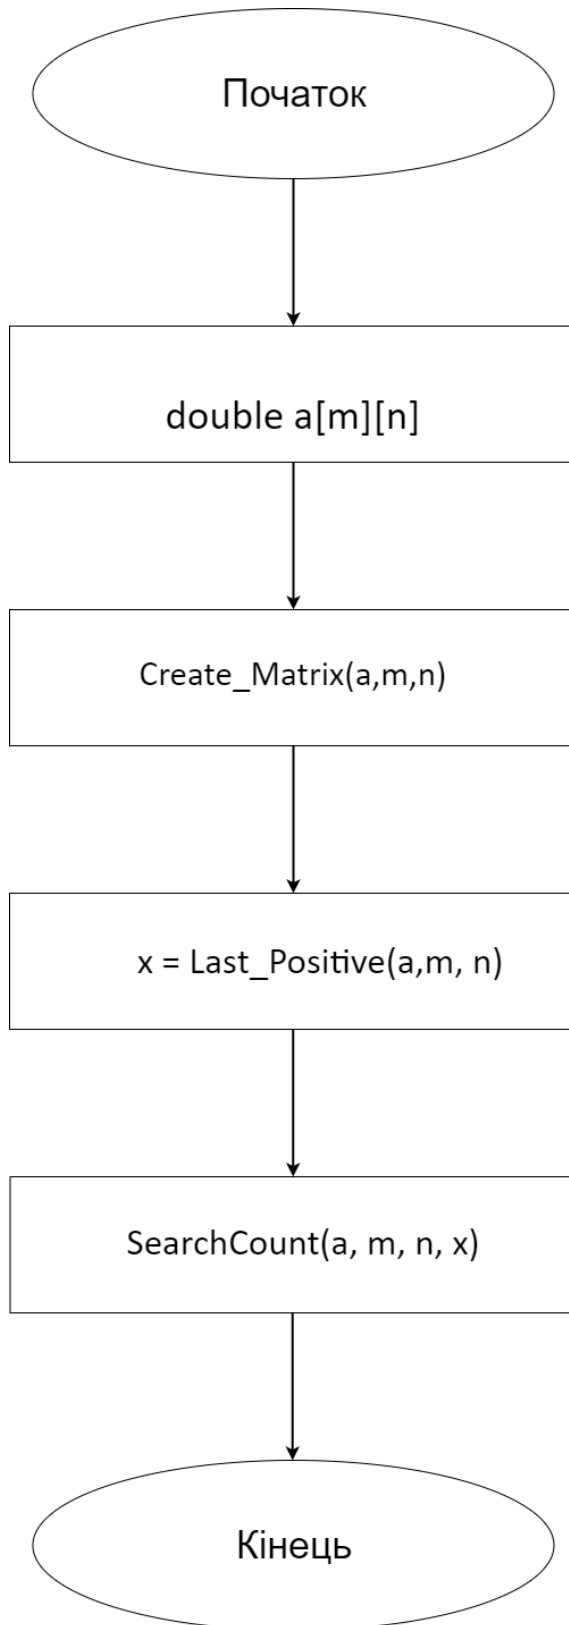 Початок
double a[m][n]
Create_Matrix(a,m,n)
x = Last_Positive(a,m, n)
SearchCount(a, m, n, x)
Кінець